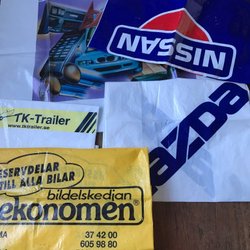 NISSAN
TK-Trailer
www.tktrailer.se
mazda
RESERVDELAR
TILL ALLA BILAR
bildelskedjan
ekonomen
37 42 00
605 98 80